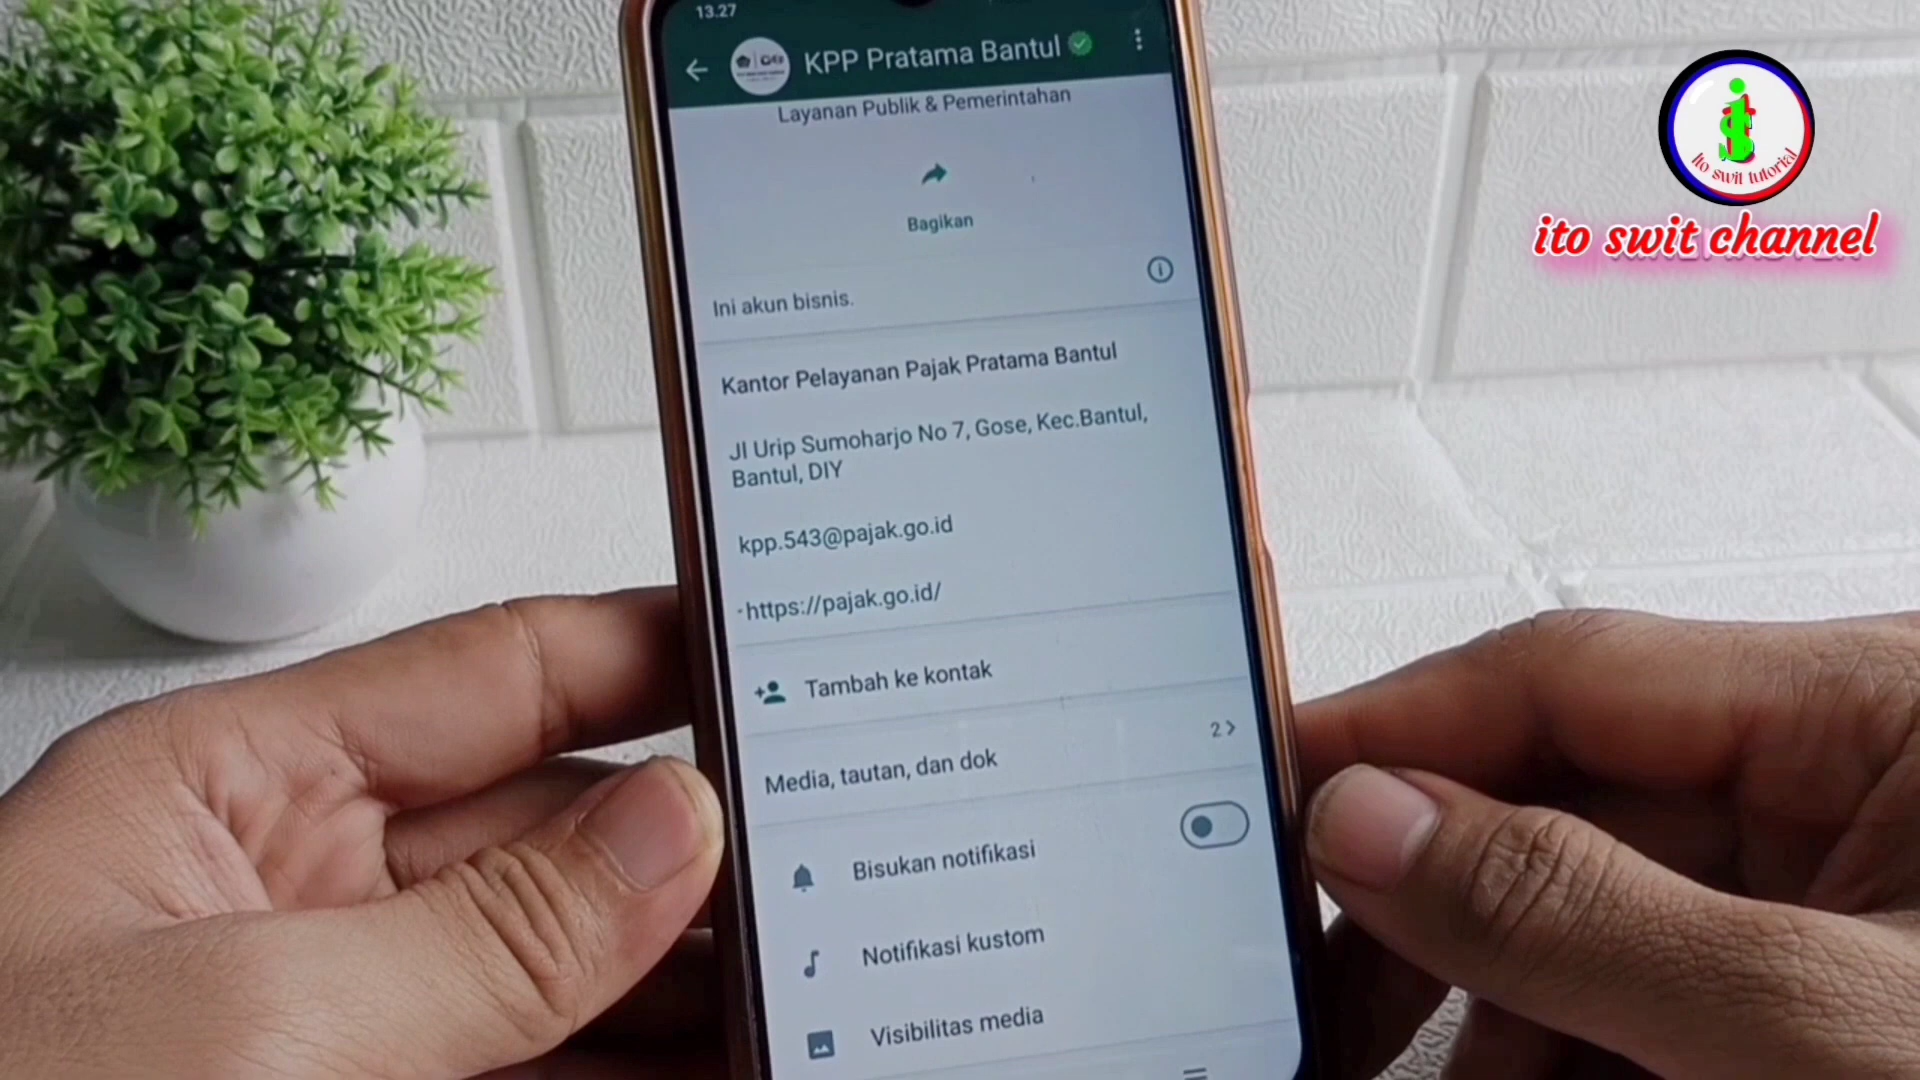 13.27
KPP Pratama Bantul
Layanan Publik & Pemerintahan
Bagikan
Ini akun bisnis.
Kantor Pelayanan Pajak Pratama Bantul
Jl Urip Sumoharjo No 7, Gose, Kec.Bantul,
Bantul, DIY
kpp.543@pajak.go.id
https://pajak.go.id/
Tambah ke kontak
Media, tautan, dan dok
2
Bisukan notifikasi
Notifikasi kustom
Visibilitas media
ito swit tutorial
ito swit channel